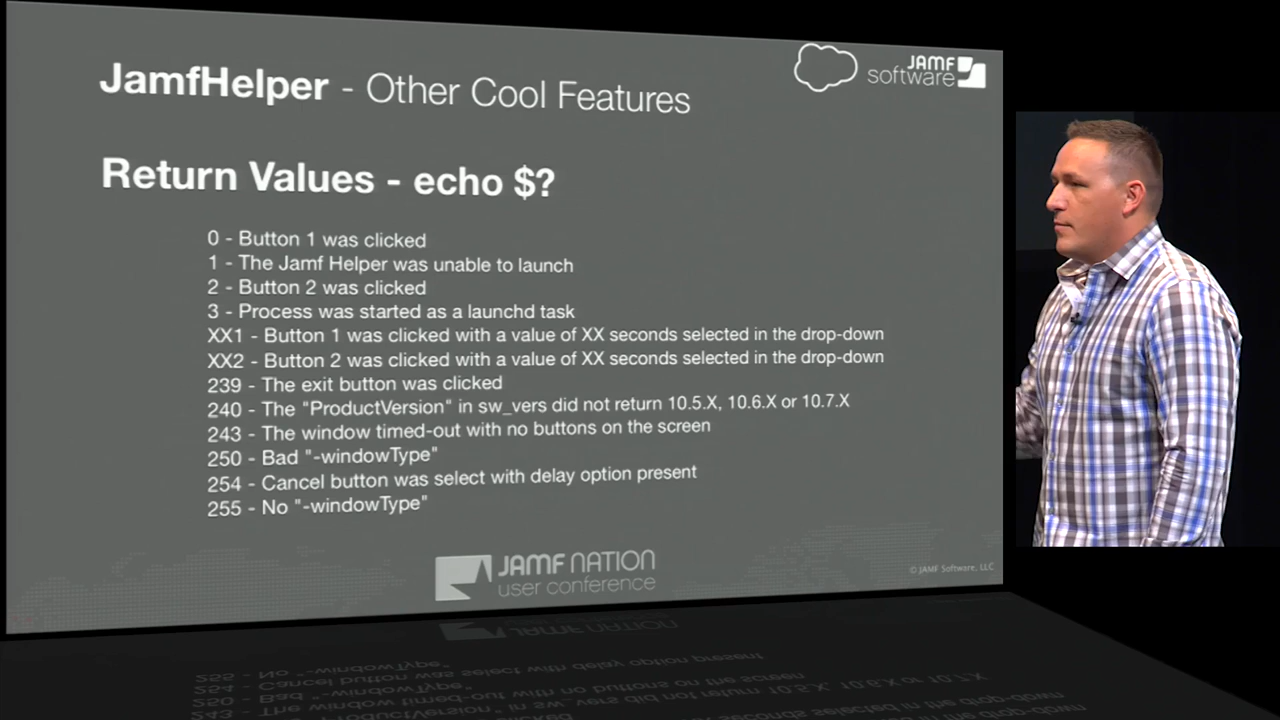 JamfHelper - Other Cool Features
JAMF
software
Return Values - echo $?
0 - Button 1 was clicked
1 - The Jamf Helper was unable to launch
2 - Button 2 was clicked
3 - Process was started as a launchd task
XX1 - Button 1 was clicked with a value of XX seconds selected in the drop-down
XX2 - Button 2 was clicked with a value of XX seconds selected in the drop-down
239 - The exit button was clicked
240 - The "ProductVersion" in sw_vers did not return 10.5.X, 10.6.X or 10.7.X
243 - The window timed-out with no buttons on the screen
250 - Bad "-windowType"
254 - Cancel button was select with delay option present
255 - No "-windowType"
JAMF NATION
user conference
© JAMF Software, LLC